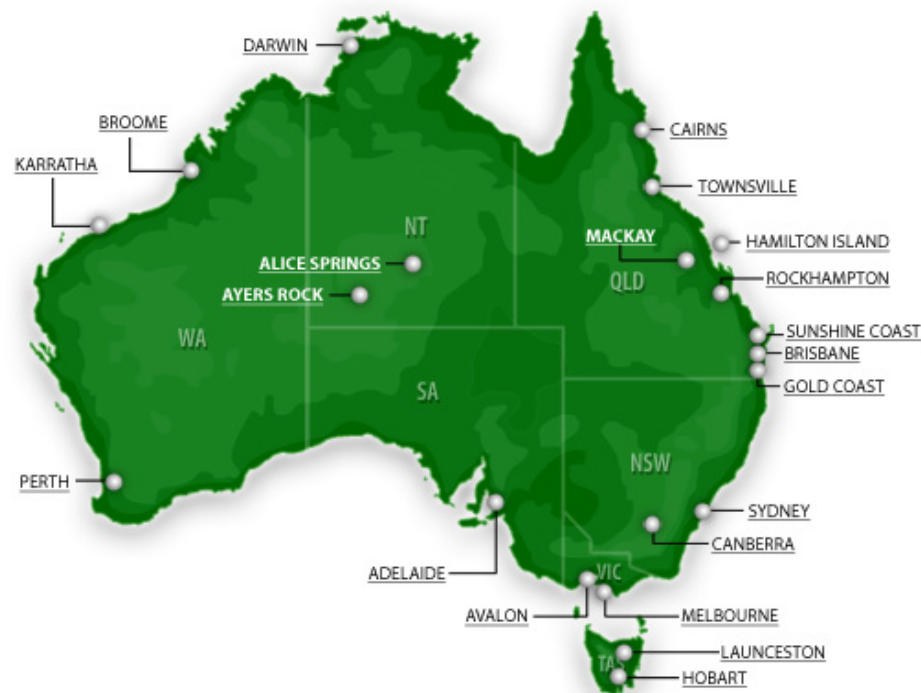 DARWIN
BROOME
CAIRNS
KARRATHA
TOWNSVILLE
NT
MACKAY
HAMILTON ISLAND
ALICE SPRINGS
QLD
ROCKHAMPTON
AYERS ROCK
WA
SUNSHINE COAST
BRISBANE
SA
GOLD COAST
NSW
PERTH
SYDNEY
CANBERRA
ADELAIDE
VIC
AVALON
MELBOURNE
LAUNCESTON
TAS
HOBART